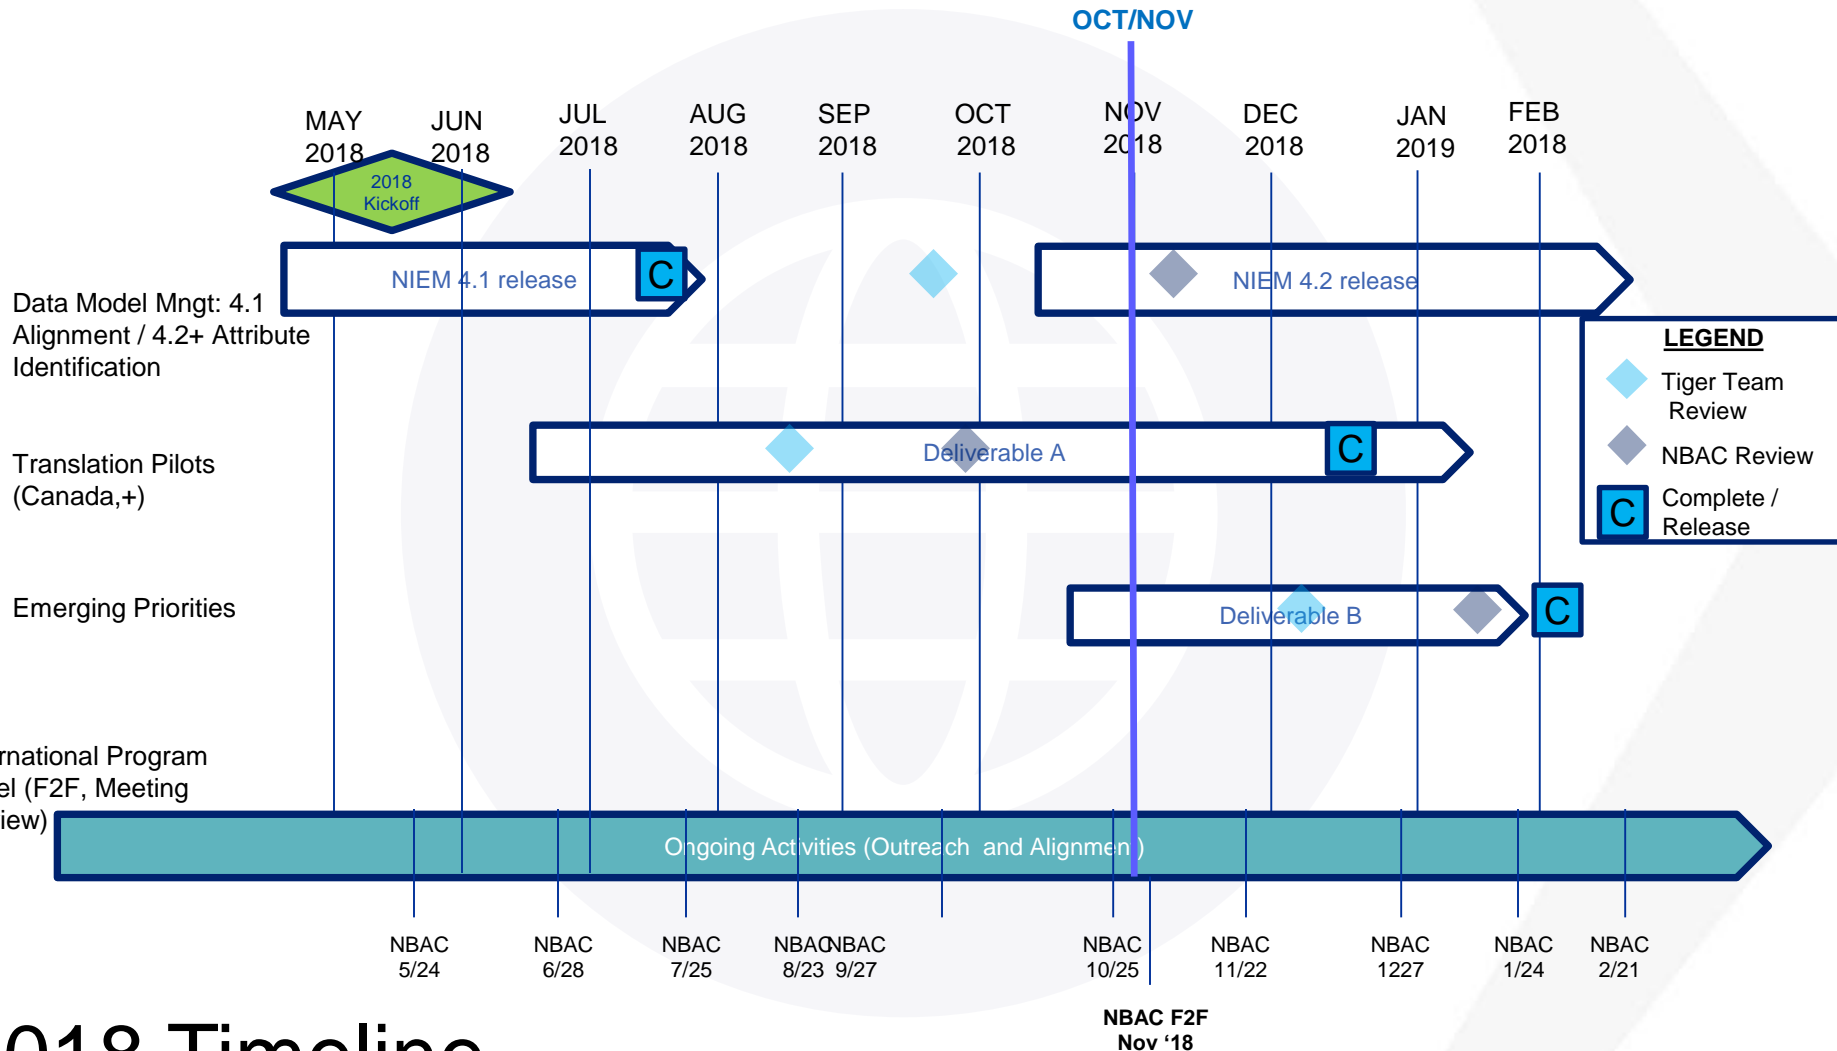 OCT/NOV
MAY
2018
JUN
2018
JUL
2018
AUG
2018
SEP
2018
OCT
2018
NOV
2018
DEC
2018
JAN
2019
FEB
2018
2018
Kickoff
Data Model Mngt: 4.1
Alignment / 4.2+ Attribute
Identification
NIEM 4.1 release
C
NIEM 4.2 release
LEGEND
Tiger Team
Review
NBAC Review
C
Complete /
Release
Translation Pilots
(Canada,+)
Deliverable A
C
Emerging Priorities
Deliverable B
C
rnational Program
el (F2F, Meeting
iew)
Ongoing Activities (Outreach and Alignment)
NBAC
5/24
NBAC
6/28
NBAC
7/25
NBAC
8/23
NBAC
9/27
NBAC
10/25
NBAC
11/22
NBAC
1227
NBAC
1/24
NBAC
2/21
NBAC F2F
Nov ‘18
018 Timeline